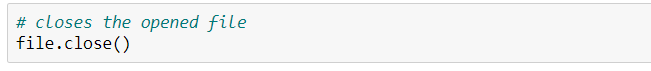 # closes the opened file
file.close()